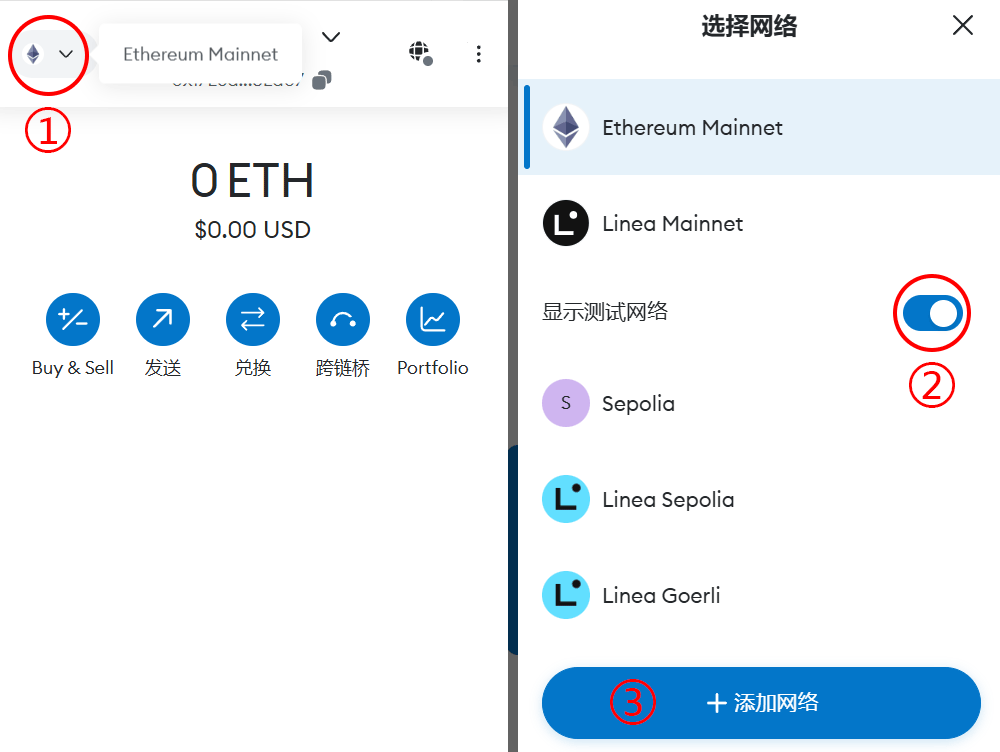 Ethereum Mainnet
①
0 ETH
$0.00 USD
Buy & Sell
发送
兑换
跨链桥
Portfolio
选择网络
Ethereum Mainnet
Linea Mainnet
显示测试网络
②
S
Sepolia
Linea Sepolia
Linea Goerli
③
添加网络